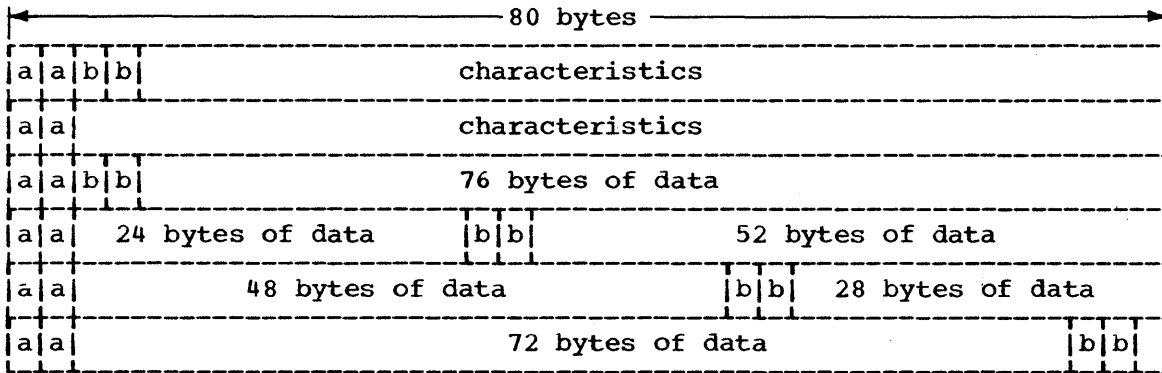 80 bytes
a a b b characteristics
a a characteristics
a a b b 76 bytes of data
a a 24 bytes of data b b 52 bytes of data
a a 48 bytes of data b b 28 bytes of data
a a 72 bytes of data b b